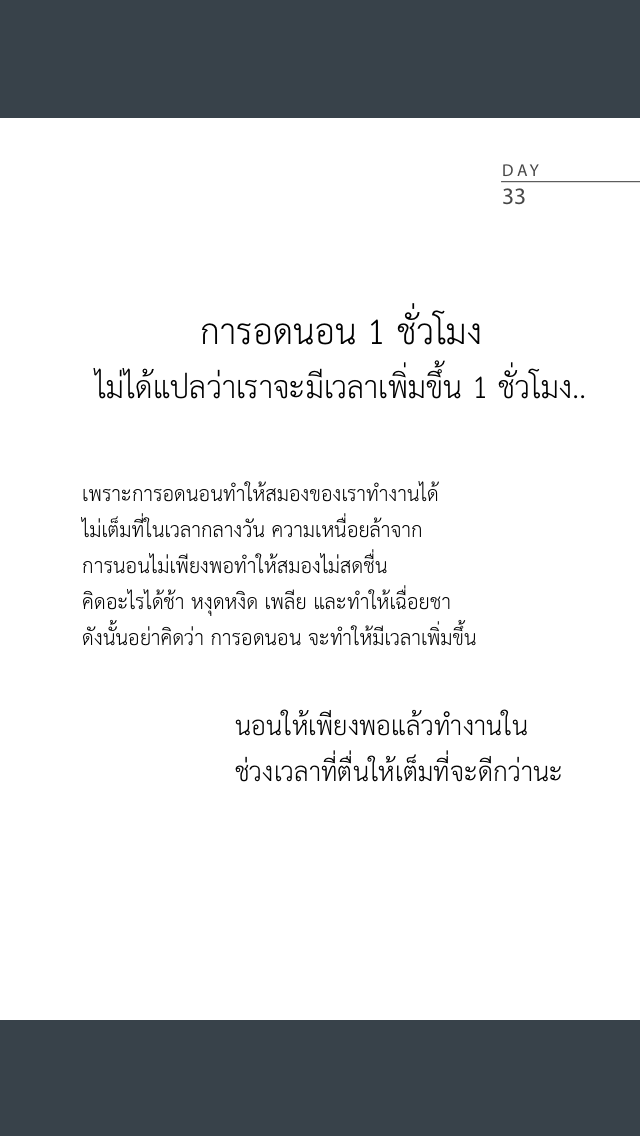 DAY
33
การอดนอน 1 ชั่วโมง
ไม่ได้แปลว่าเราจะมีเวลาเพิ่มขึ้น 1 ชั่วโมง..
เพราะการอดนอนทำให้สมองของเราทำงานได้
ไม่เต็มที่ในเวลากลางวัน ความเหนื่อยล้าจาก
การนอนไม่เพียงพอทำให้สมองไม่สดชื่น
คิดอะไรได้ช้า หงุดหงิด เพลีย และทำให้เฉื่อยชา
ดังนั้นอย่าคิดว่า การอดนอน จะทำให้มีเวลาเพิ่มขึ้น
นอนให้เพียงพอแล้วทำงานใน
ช่วงเวลาที่ตื่นให้เต็มที่จะดีกว่านะ